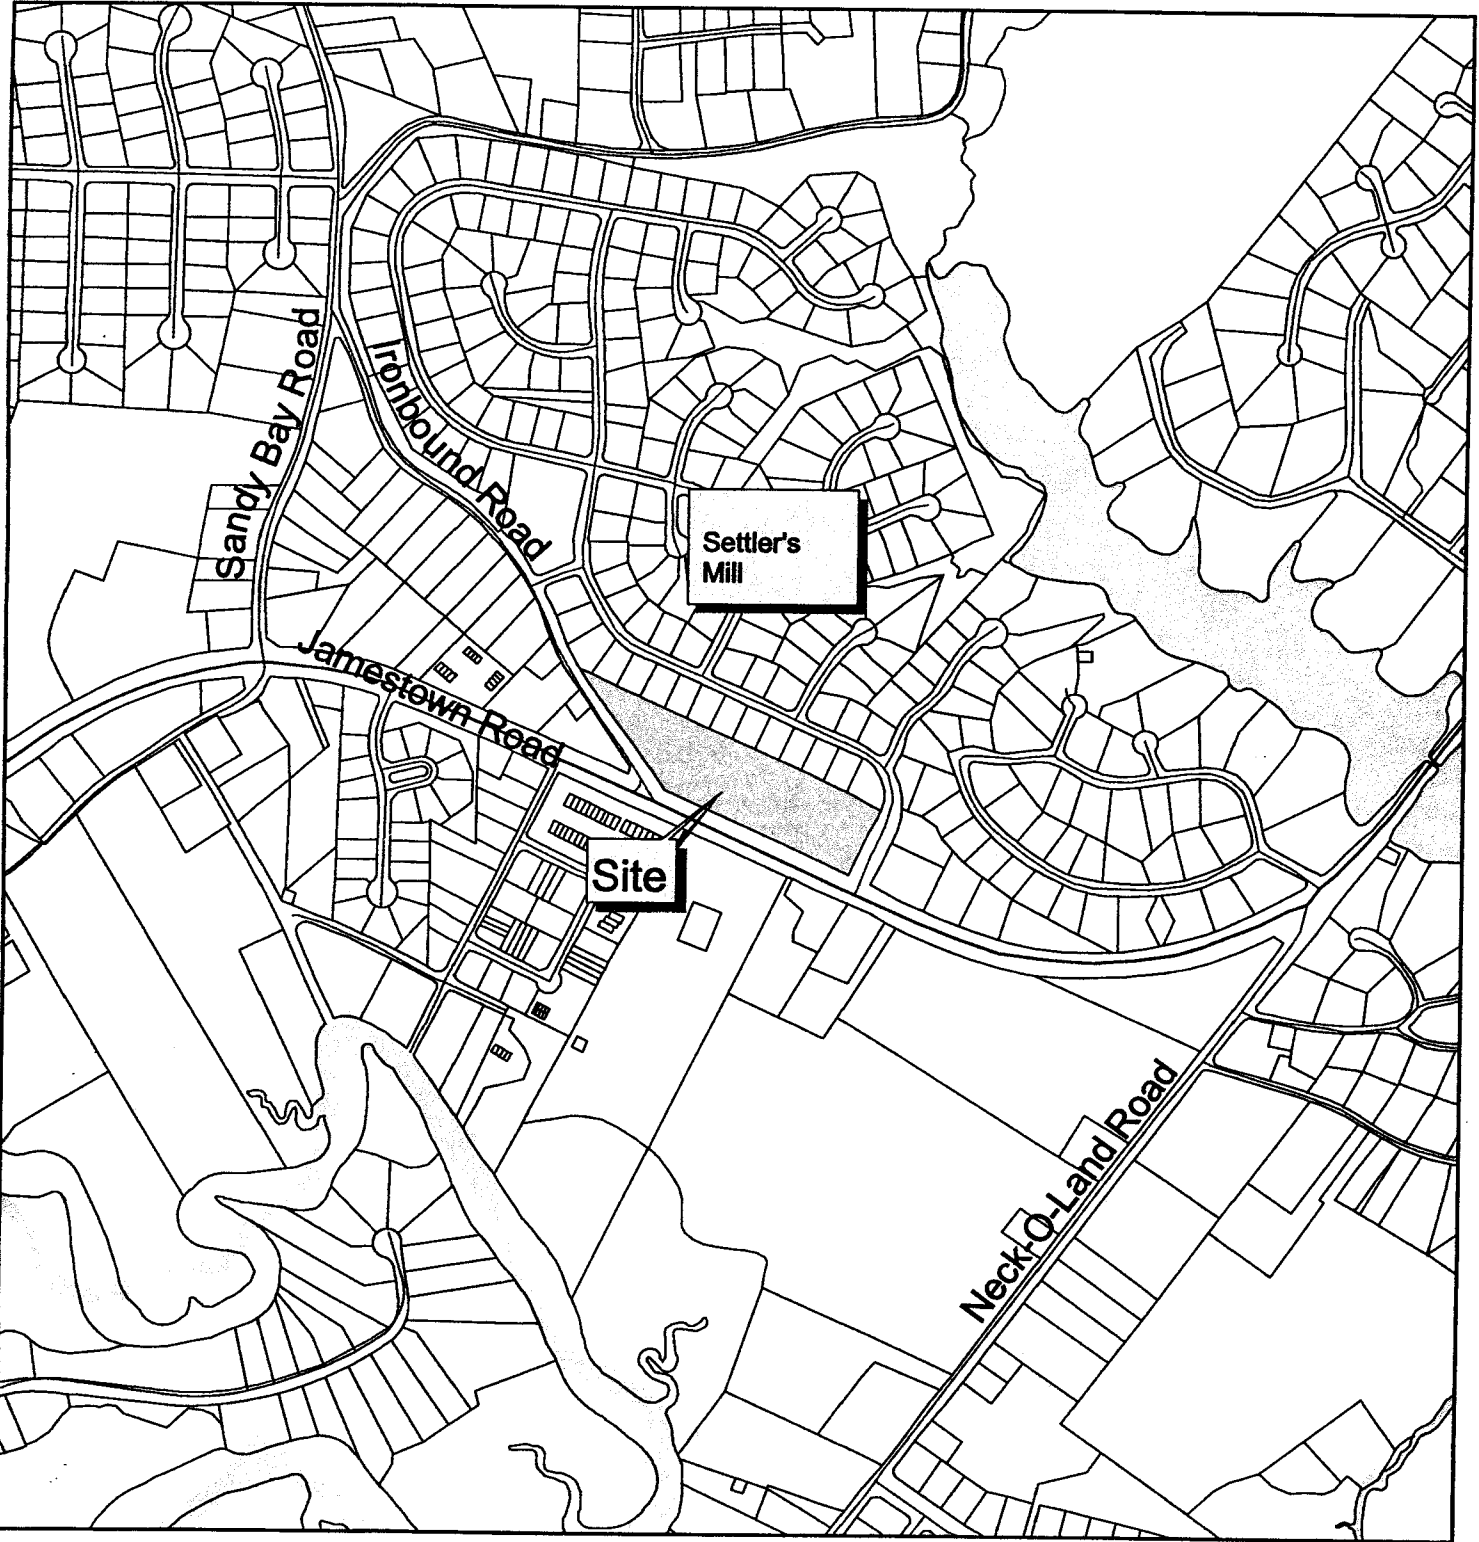 Sandy Bay Road
Ironbound Road
Settler's
Mill
Jamestown Road
Site
Neck-O-Land Road